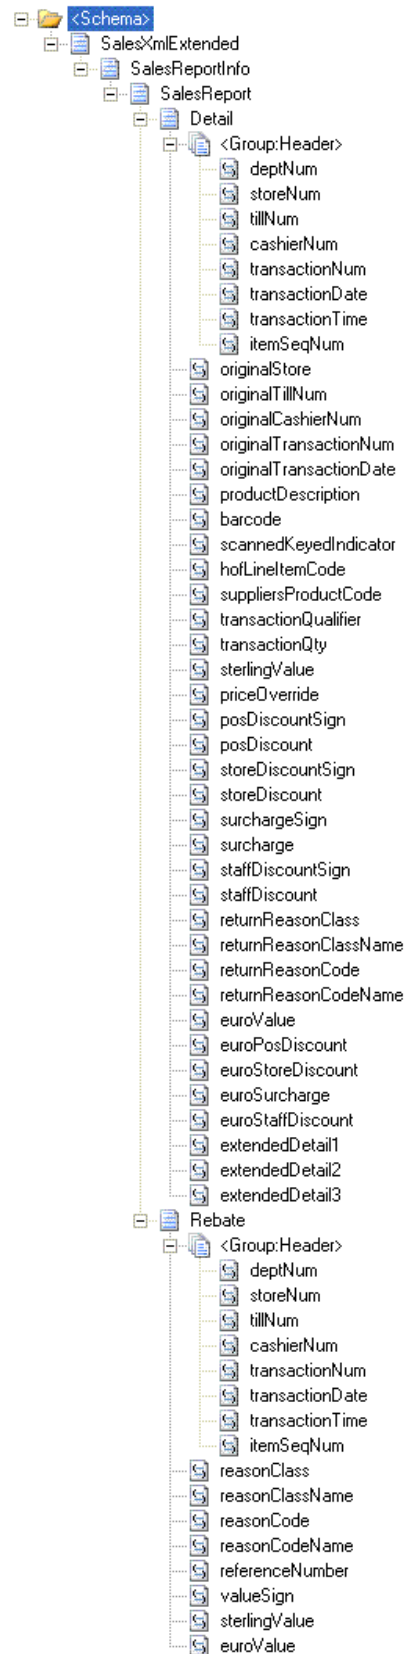 <Schema>
SalesXmlExtended
SalesReportInfo
SalesReport
Detail
<Group:Header>
deptNum
storeNum
tillNum
cashierNum
transactionNum
transactionDate
transactionTime
itemSeqNum
originalStore
originalTillNum
originalCashierNum
originalTransactionNum
originalTransactionDate
productDescription
barcode
scannedKeyedIndicator
hofLineItemCode
suppliersProductCode
transactionQualifier
transactionQty
sterlingValue
priceOverride
posDiscountSign
posDiscount
storeDiscountSign
storeDiscount
surchargeSign
surcharge
staffDiscountSign
staffDiscount
returnReasonClass
returnReasonClassName
returnReasonCode
returnReasonCodeName
euroValue
euroPosDiscount
euroStoreDiscount
euroSurcharge
euroStaffDiscount
extendedDetail1
extendedDetail2
extendedDetail3
Rebate
<Group:Header>
deptNum
storeNum
tillNum
cashierNum
transactionNum
transactionDate
transactionTime
itemSeqNum
reasonClass
reasonClassName
reasonCode
reasonCodeName
referenceNumber
valueSign
sterlingValue
euroValue